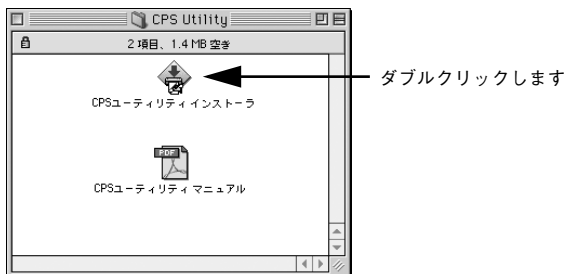 CPS Utility
2 項目、1.4 MB 空き
CPSユーティリティ インストーラ
ダブルクリックします
PDF
CPSユーティリティ マニュアル